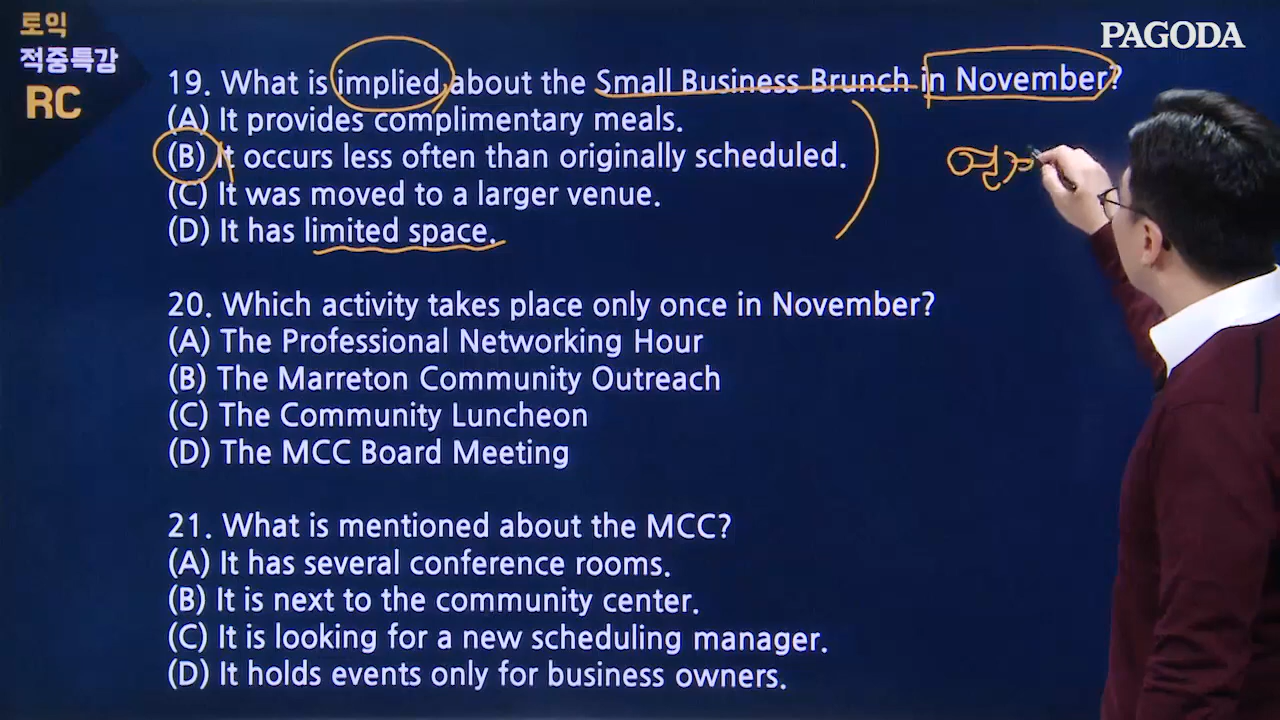 토익
적중특강
RC
PAGODA
19. What is implied about the Small Business Brunch in November?
(A) It provides complimentary meals.
(B) It occurs less often than originally scheduled.
(C) It was moved to a larger venue.
(D) It has limited space.
20. Which activity takes place only once in November?
(A) The Professional Networking Hour
(B) The Marreton Community Outreach
(C) The Community Luncheon
(D) The MCC Board Meeting
21. What is mentioned about the MCC?
(A) It has several conference rooms.
(B) It is next to the community center.
(C) It is looking for a new scheduling manager.
(D) It holds events only for business owners.